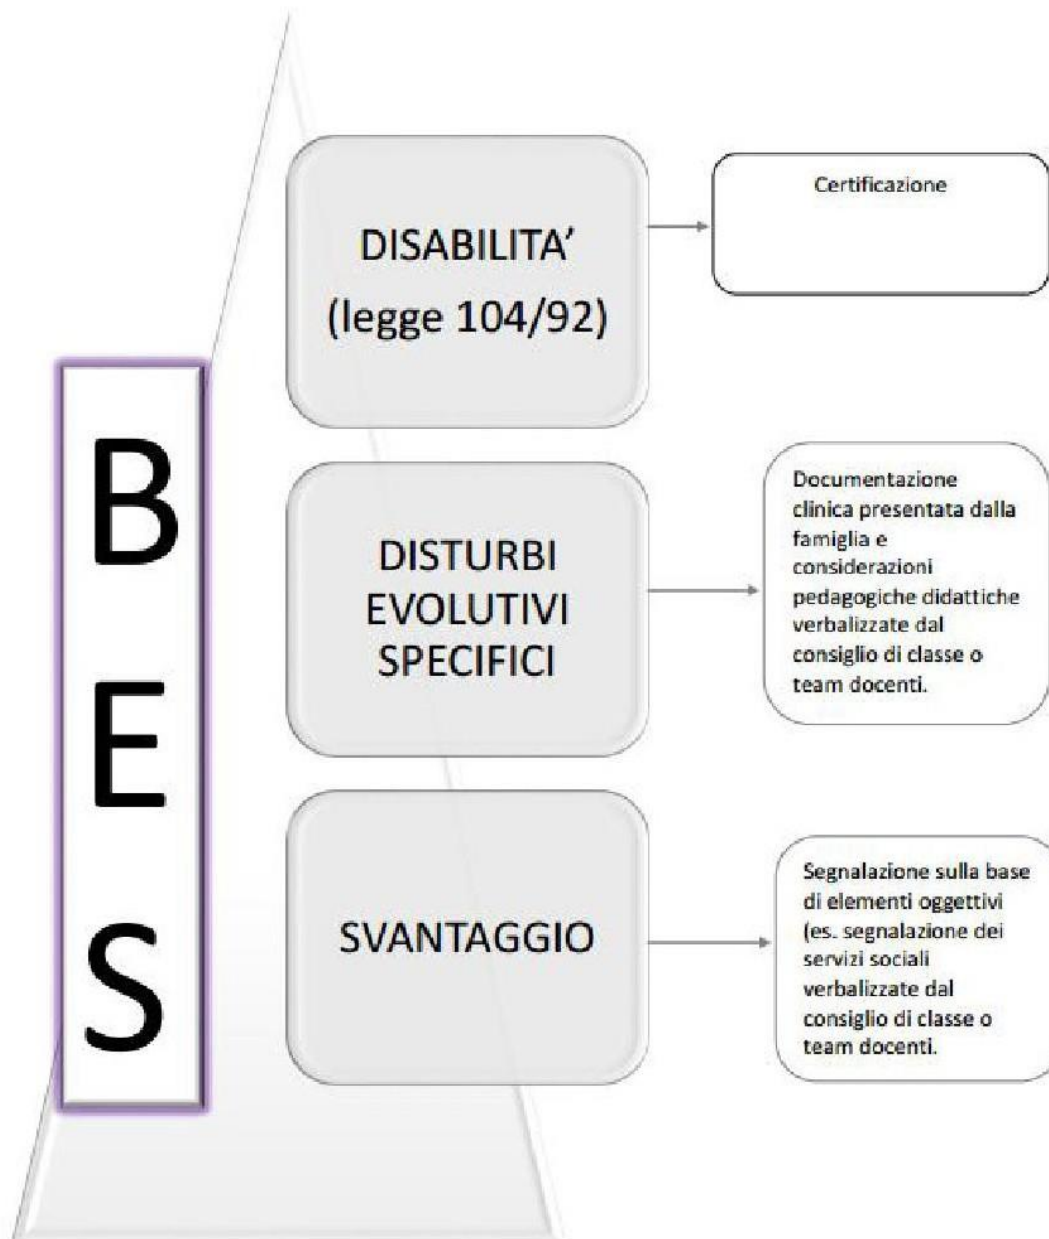 B
E
S
DISABILITA’
(legge 104/92)
Certificazione
DISTURBI
EVOLUTIVI
SPECIFICI
Documentazione
clinica presentata dalla
famiglia e
considerazioni
pedagogiche didattiche
verbalizzate dal
consiglio di classe o
team docenti.
SVANTAGGIO
Segnalazione sulla base
di elementi oggettivi
(es. segnalazione dei
servizi sociali
verbalizzate dal
consiglio di classe o
team docenti.